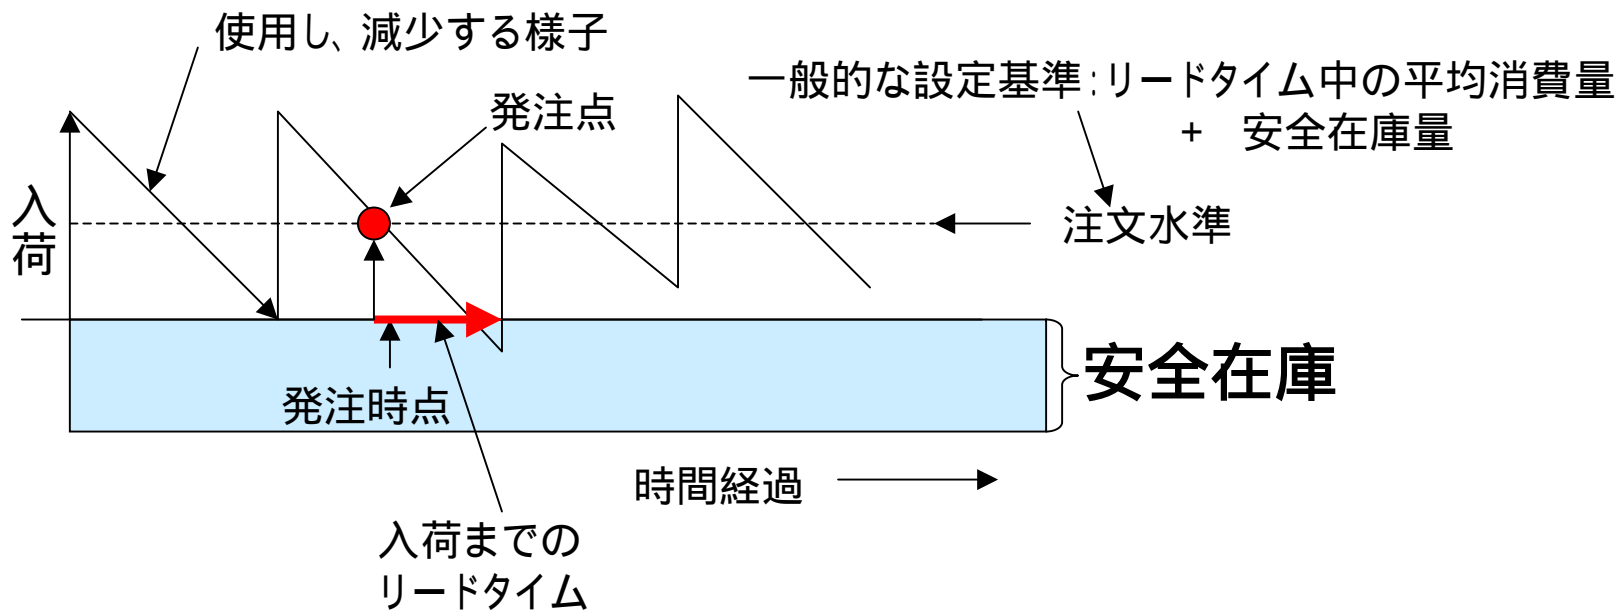 使用し、減少する様子
一般的な設定基準:リードタイム中の平均消費量
+ 安全在庫量
発注点
入荷
注文水準
安全在庫
発注時点
時間経過
入荷までの
リードタイム